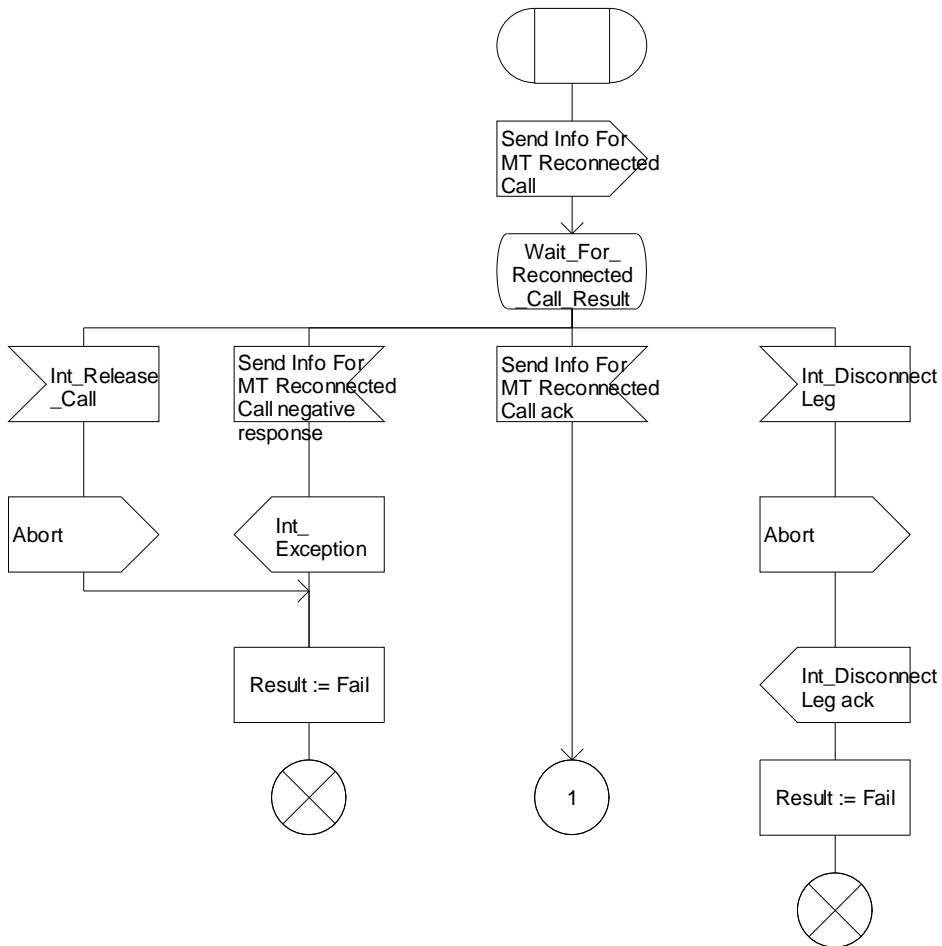 Send Info For
MT Reconnected
Call
Wait_For_
Reconnected
_Call_Result
Int_Release
_Call
Send Info For
MT Reconnected
Call negative
response
Send Info For
MT Reconnected
Call ack
Int_Disconnect
Leg
Abort
Int_
Exception
Abort
Result := Fail
Int_Disconnect
Leg ack
1
Result := Fail